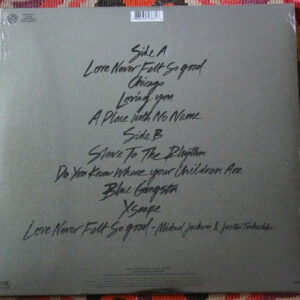 Side A
Love Never Felt So good
Chicago
Loving you
A Place With No Name
Side B
Slave To The Rhythm
Do You Know Where your Children Are
Blue Gangsta
Xscape
Love Never Felt So good - Michael Jackson & Justin Timberlake